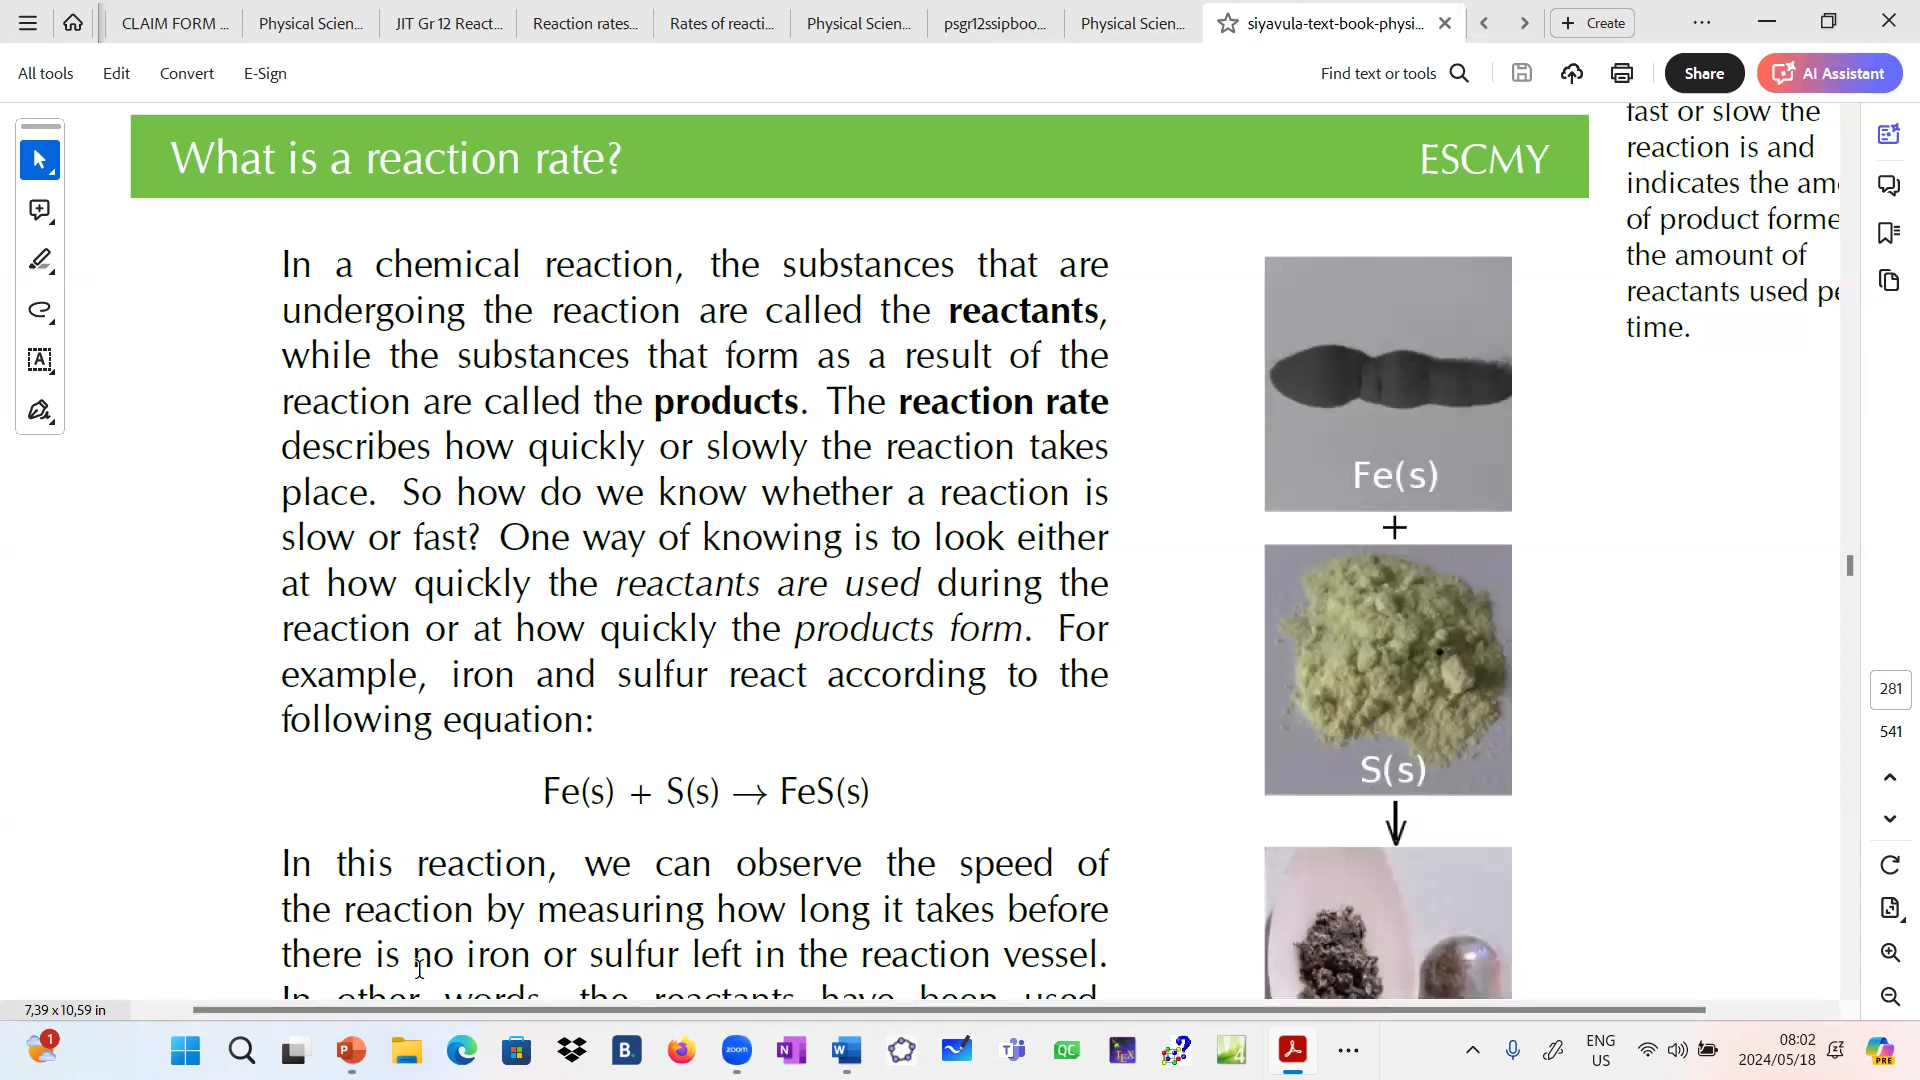 CLAIM FORM ...
Physical Scien...
JIT Gr 12 React...
Reaction rates...
Rates of reacti...
Physical Scien...
psgr12ssipboo...
Physical Scien...
siyavula-text-book-physi...
Create
All tools
Edit
Convert
E-Sign
Find text or tools
Share
AI Assistant
What is a reaction rate?
ESCMY
fast or slow the
reaction is and
indicates the am
of product forme
the amount of
reactants used pe
time.
In a chemical reaction, the substances that are
undergoing the reaction are called the reactants,
while the substances that form as a result of the
reaction are called the products. The reaction rate
describes how quickly or slowly the reaction takes
place. So how do we know whether a reaction is
slow or fast? One way of knowing is to look either
at how quickly the reactants are used during the
reaction or at how quickly the products form. For
example, iron and sulfur react according to the
following equation:
Fe(s) + S(s) → FeS(s)
In this reaction, we can observe the speed of
the reaction by measuring how long it takes before
there is no iron or sulfur left in the reaction vessel.
In other words, the reactants have been used.
Fe(s)
+
S(s)
281
541
7,39 x 10,59 in
1
zoom
ENG
US
08:02
2024/05/18